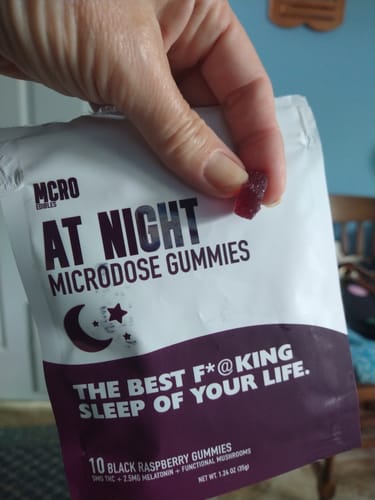 MCRO
EDIBLES
AT NIGHT
MICRODOSE GUMMIES
THE BEST F*@KING
SLEEP OF YOUR LIFE.
10 BLACK RASPBERRY GUMMIES
5MG THC + 2.5MG MELATONIN + FUNCTIONAL MUSHROOMS
NET WT. 1.24 OZ (35g)